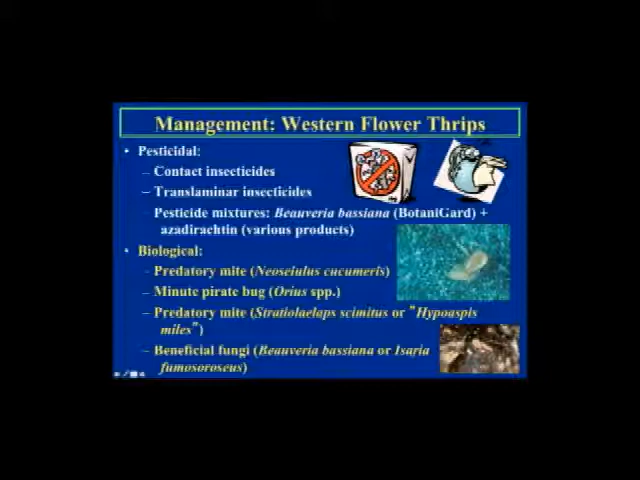 Management: Western Flower Thrips
• Pesticidal:
– Contact insecticides
– Translaminar insecticides
Pesticide mixtures: Beauveria bassiana (BotaniGard) +
azadirachtin (various products)
• Biological:
– Predatory mite (Neoseiulus cucumeris)
– Minute pirate bug (Orius spp.)
– Predatory mite (Stratiolaelaps scimitus or "Hypoaspis
miles")
– Beneficial fungi (Beauveria bassiana or Isaria
fumosoroseus)